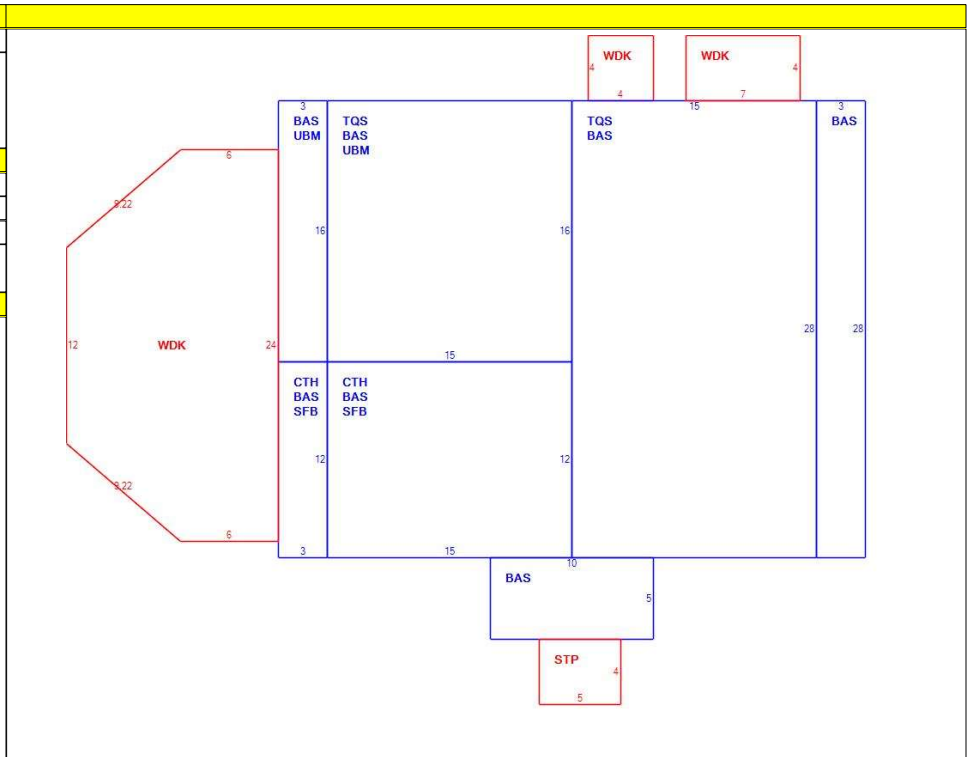 WDK
4
4
WDK
4
7
3
BAS
UBM
TQS
BAS
UBM
15
TQS
BAS
3
BAS
6
9.22
16
16
12
WDK
24
28
28
15
CTH
BAS
SFB
CTH
BAS
SFB
12
12
9.22
6
3
15
10
BAS
5
STP
4
5